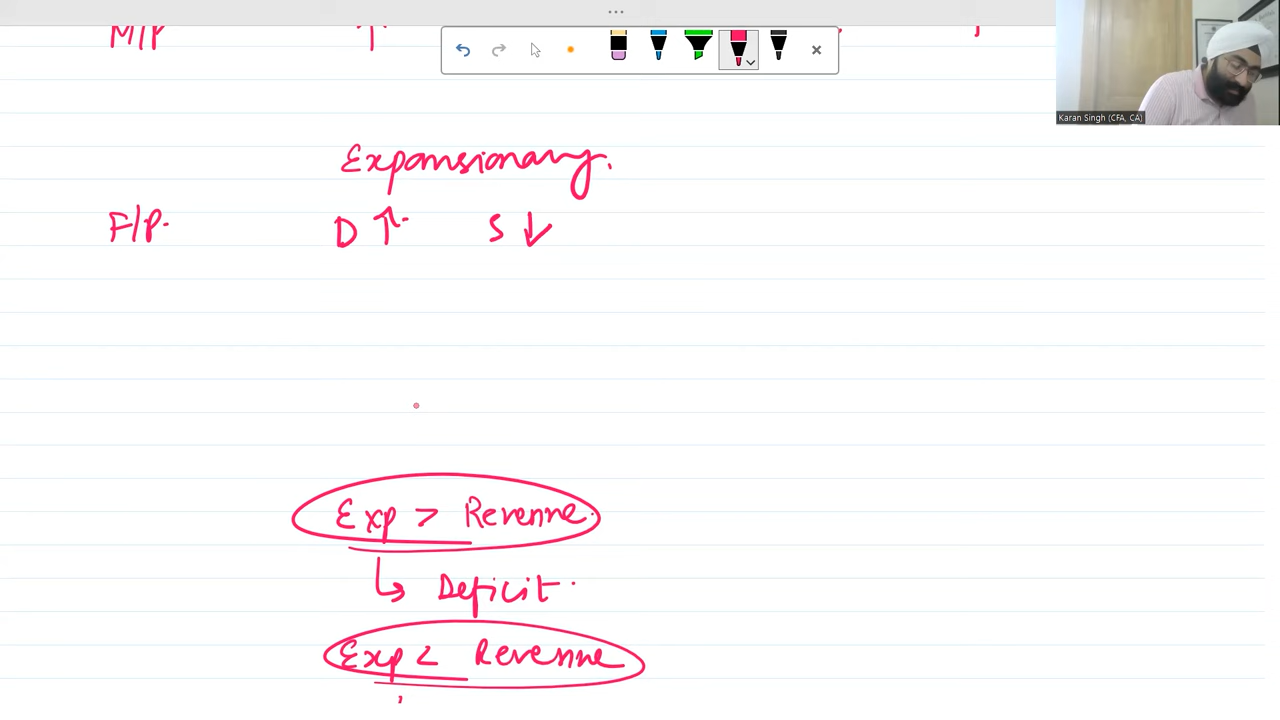 M/P ↑
Karan Singh (CFA, CA)
Expansionary.
F/P. D ↑ S ↓
Exp > Revenue.
↳ Deficit.
Exp < Revenue